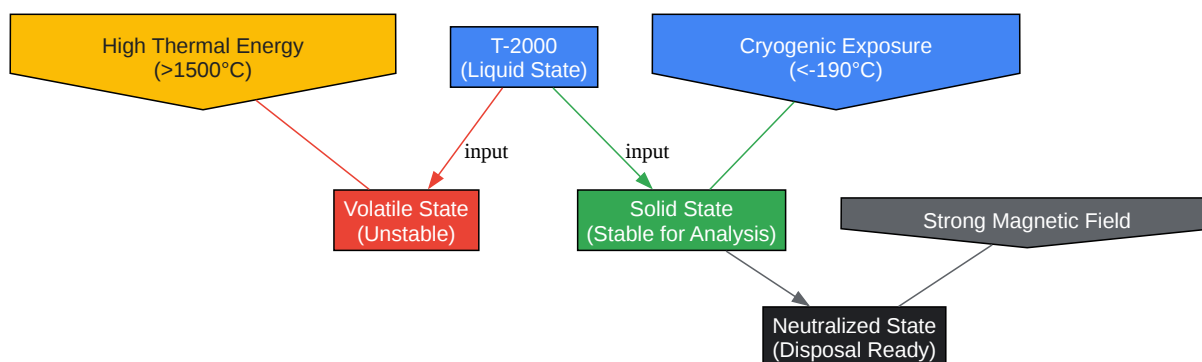 High Thermal Energy
(>1500°C)
T-2000
(Liquid State)
Cryogenic Exposure
(<-190°C)
input
input
Volatile State
(Unstable)
Solid State
(Stable for Analysis)
Strong Magnetic Field
Neutralized State
(Disposal Ready)